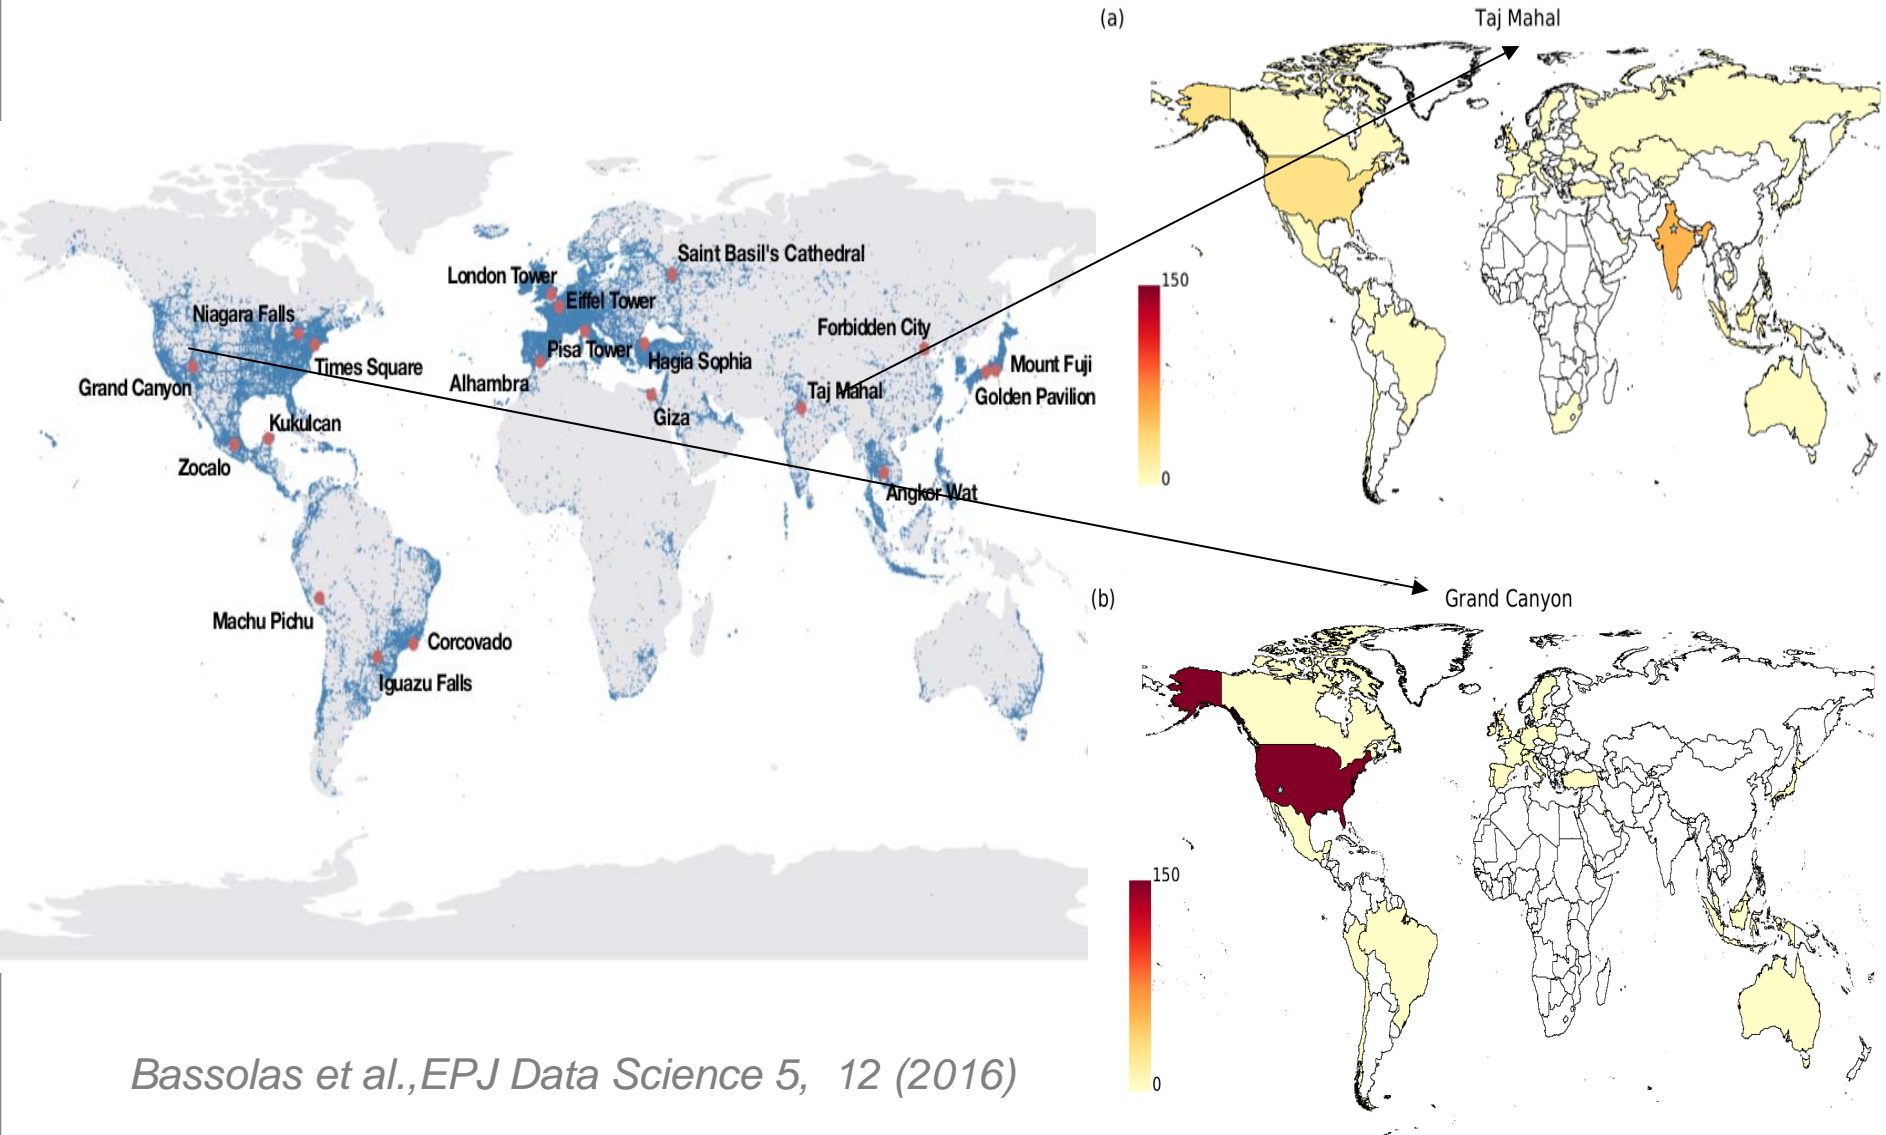 (a)
Taj Mahal
150
0
Saint Basil's Cathedral
London Tower
Eiffel Tower
Niagara Falls
Forbidden City
Pisa Tower
Hagia Sophia
Times Square
Mount Fuji
Grand Canyon
Alhambra
Taj Mahal
Golden Pavilion
Giza
Kukulcan
Zocalo
Angkor Wat
Machu Pichu
Corcovado
Iguazu Falls
(b)
Grand Canyon
150
0
Bassolas et al.,EPJ Data Science 5, 12 (2016)